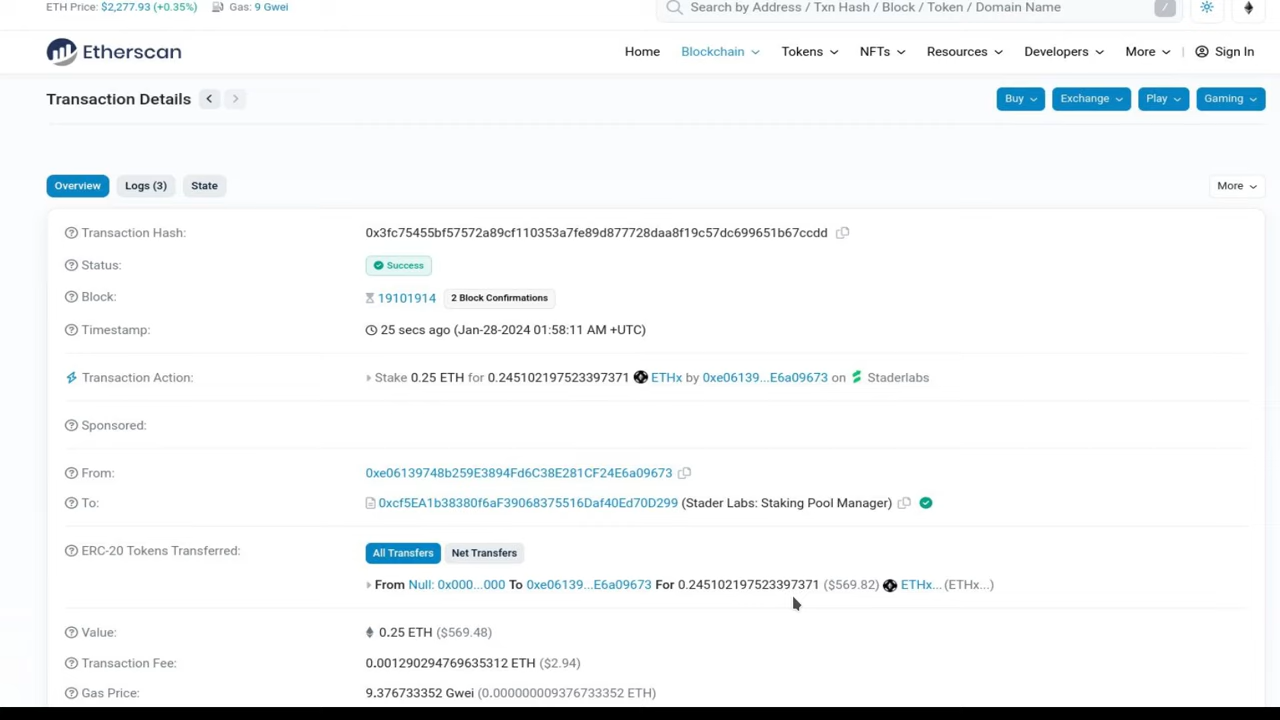 ETH Price: $2,277.93 (+0.35%) Gas: 9 Gwei
Search by Address / Txn Hash / Block / Token / Domain Name /
Etherscan Home Blockchain Tokens NFTs Resources Developers More | Sign In
Transaction Details < > Buy Exchange Play Gaming
Overview Logs (3) State More
Transaction Hash: 0x3fc75455bf57572a89cf110353a7fe89d877728daa8f19c57dc699651b67ccdd
Status: Success
Block: 19101914 2 Block Confirmations
Timestamp: 25 secs ago (Jan-28-2024 01:58:11 AM +UTC)
Transaction Action: Stake 0.25 ETH for 0.245102197523397371 ETHx by 0xe06139...E6a09673 on Staderlabs
Sponsored:
From: 0xe06139748b259E3894Fd6C38E281CF24E6a09673
To: 0xcf5EA1b38380f6aF39068375516Daf40Ed70D299 (Stader Labs: Staking Pool Manager)
ERC-20 Tokens Transferred: All Transfers Net Transfers
From Null: 0x000...000 To 0xe06139...E6a09673 For 0.245102197523397371 ($569.82) ETHx... (ETHx...)
Value: 0.25 ETH ($569.48)
Transaction Fee: 0.001290294769635312 ETH ($2.94)
Gas Price: 9.376733352 Gwei (0.000000009376733352 ETH)